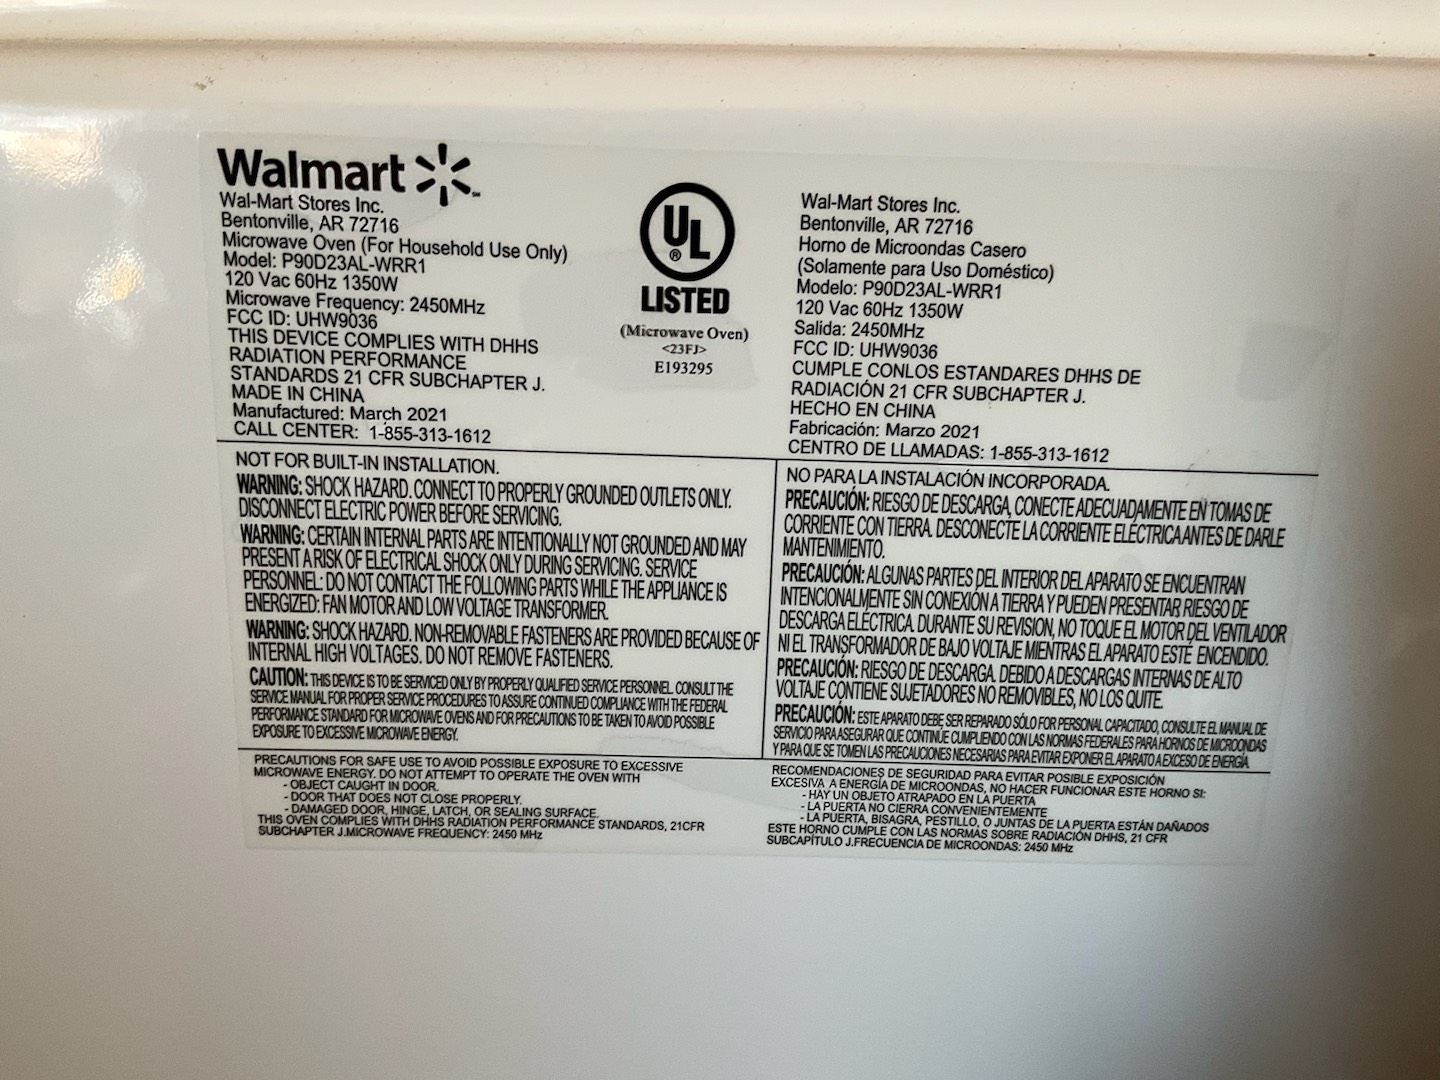 Walmart
Wal-Mart Stores Inc.
Bentonville, AR 72716
Microwave Oven (For Household Use Only)
Model: P90D23AL-WRR1
120 Vac 60Hz 1350W
Microwave Frequency: 2450MHz
FCC ID: UHW9036
THIS DEVICE COMPLIES WITH DHHS
RADIATION PERFORMANCE
STANDARDS 21 CFR SUBCHAPTER J.
MADE IN CHINA
Manufactured: March 2021
CALL CENTER: 1-855-313-1612
UL
®
LISTED
(Microwave Oven)
<23FJ>
E193295
Wal-Mart Stores Inc.
Bentonville, AR 72716
Horno de Microondas Casero
(Solamente para Uso Doméstico)
Modelo: P90D23AL-WRR1
120 Vac 60Hz 1350W
Salida: 2450MHz
FCC ID: UHW9036
CUMPLE CONLOS ESTANDARES DHHS DE
RADIACIÓN 21 CFR SUBCHAPTER J.
HECHO EN CHINA
Fabricación: Marzo 2021
CENTRO DE LLAMADAS: 1-855-313-1612
NOT FOR BUILT-IN INSTALLATION.
WARNING: SHOCK HAZARD. CONNECT TO PROPERLY GROUNDED OUTLETS ONLY.
DISCONNECT ELECTRIC POWER BEFORE SERVICING.
WARNING: CERTAIN INTERNAL PARTS ARE INTENTIONALLY NOT GROUNDED AND MAY
PRESENT A RISK OF ELECTRICAL SHOCK ONLY DURING SERVICING. SERVICE
PERSONNEL: DO NOT CONTACT THE FOLLOWING PARTS WHILE THE APPLIANCE IS
ENERGIZED: FAN MOTOR AND LOW VOLTAGE TRANSFORMER.
WARNING: SHOCK HAZARD. NON-REMOVABLE FASTENERS ARE PROVIDED BECAUSE OF
INTERNAL HIGH VOLTAGES. DO NOT REMOVE FASTENERS.
CAUTION: THIS DEVICE IS TO BE SERVICED ONLY BY PROPERLY QUALIFIED SERVICE PERSONNEL. CONSULT THE
SERVICE MANUAL FOR PROPER SERVICE PROCEDURES TO ASSURE CONTINUED COMPLIANCE WITH THE FEDERAL
PERFORMANCE STANDARD FOR MICROWAVE OVENS AND FOR PRECAUTIONS TO BE TAKEN TO AVOID POSSIBLE
EXPOSURE TO EXCESSIVE MICROWAVE ENERGY.
NO PARA LA INSTALACIÓN INCORPORADA.
PRECAUCIÓN: RIESGO DE DESCARGA, CONECTE ADECUADAMENTE EN TOMAS DE
CORRIENTE CON TIERRA. DESCONECTE LA CORRIENTE ELÉCTRICA ANTES DE DARLE
MANTENIMIENTO.
PRECAUCIÓN: ALGUNAS PARTES DEL INTERIOR DEL APARATO SE ENCUENTRAN
INTENCIONALMENTE SIN CONEXIÓN A TIERRA Y PUEDEN PRESENTAR RIESGO DE
DESCARGA ELÉCTRICA. DURANTE SU REVISION, NO TOQUE EL MOTOR DEL VENTILADOR
NI EL TRANSFORMADOR DE BAJO VOLTAJE MIENTRAS EL APARATO ESTÉ ENCENDIDO.
PRECAUCIÓN: RIESGO DE DESCARGA. DEBIDO A DESCARGAS INTERNAS DE ALTO
VOLTAJE CONTIENE SUJETADORES NO REMOVIBLES, NO LOS QUITE.
PRECAUCIÓN: ESTE APARATO DEBE SER REPARADO SÓLO FOR PERSONAL CAPACITADO, CONSULTE EL MANUAL DE
SERVICIO PARA ASEGURAR QUE CONTINÚE CUMPLIENDO CON LAS NORMAS FEDERALES PARA HORNOS DE MICROONDAS
Y PARA QUE SE TOMEN LAS PRECAUCIONES NECESARIAS PARA EVITAR EXPONER EL APARATO A EXCESO DE ENERGÍA.
PRECAUTIONS FOR SAFE USE TO AVOID POSSIBLE EXPOSURE TO EXCESSIVE
MICROWAVE ENERGY. DO NOT ATTEMPT TO OPERATE THE OVEN WITH
- OBJECT CAUGHT IN DOOR.
- DOOR THAT DOES NOT CLOSE PROPERLY.
- DAMAGED DOOR, HINGE, LATCH, OR SEALING SURFACE.
THIS OVEN COMPLIES WITH DHHS RADIATION PERFORMANCE STANDARDS, 21CFR
SUBCHAPTER J.MICROWAVE FREQUENCY: 2450 MHz
RECOMENDACIONES DE SEGURIDAD PARA EVITAR POSIBLE EXPOSICIÓN
EXCESIVA A ENERGÍA DE MICROONDAS, NO HACER FUNCIONAR ESTE HORNO SI:
- HAY UN OBJETO ATRAPADO EN LA PUERTA
- LA PUERTA NO CIERRA CONVENIENTEMENTE
- LA PUERTA, BISAGRA, PESTILLO, O JUNTAS DE LA PUERTA ESTÁN DAÑADOS
ESTE HORNO CUMPLE CON LAS NORMAS SOBRE RADIACIÓN DHHS, 21 CFR
SUBCAPÍTULO J.FRECUENCIA DE MICROONDAS: 2450 MHz